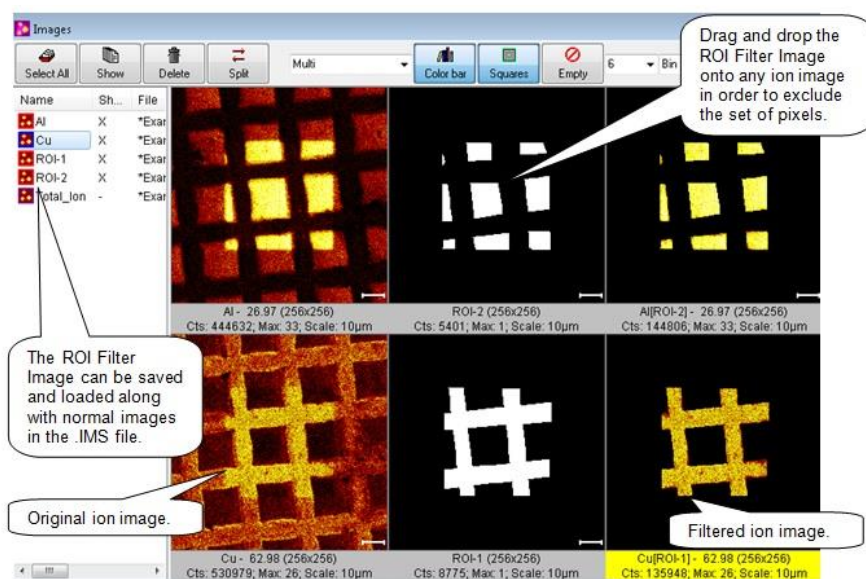 Images
Select All
Show
Delete
Split
Multi
Color bar
Squares
Empty
6
Bin
Drag and drop the
ROI Filter Image
onto any ion image
in order to exclude
the set of pixels.
Name Sh... File
Al X *Exar
Cu X *Exar
ROI-1 X *Exar
ROI-2 X *Exar
Total_Ion - *Exar
Al - 26.97 (256x256)
Cts: 444632; Max: 33; Scale: 10µm
ROI-2 (256x256)
Cts: 5401; Max: 1; Scale: 10µm
Al[ROI-2] - 26.97 (256x256)
Cts: 144806; Max: 33; Scale: 10µm
The ROI Filter
Image can be saved
and loaded along
with normal images
in the .IMS file.
Original ion image.
Filtered ion image.
Cu - 62.98 (256x256)
Cts: 530979; Max: 26; Scale: 10µm
ROI-1 (256x256)
Cts: 8775; Max: 1; Scale: 10µm
Cu[ROI-1] - 62.98 (256x256)
Cts: 135948; Max: 26; Scale: 10µm